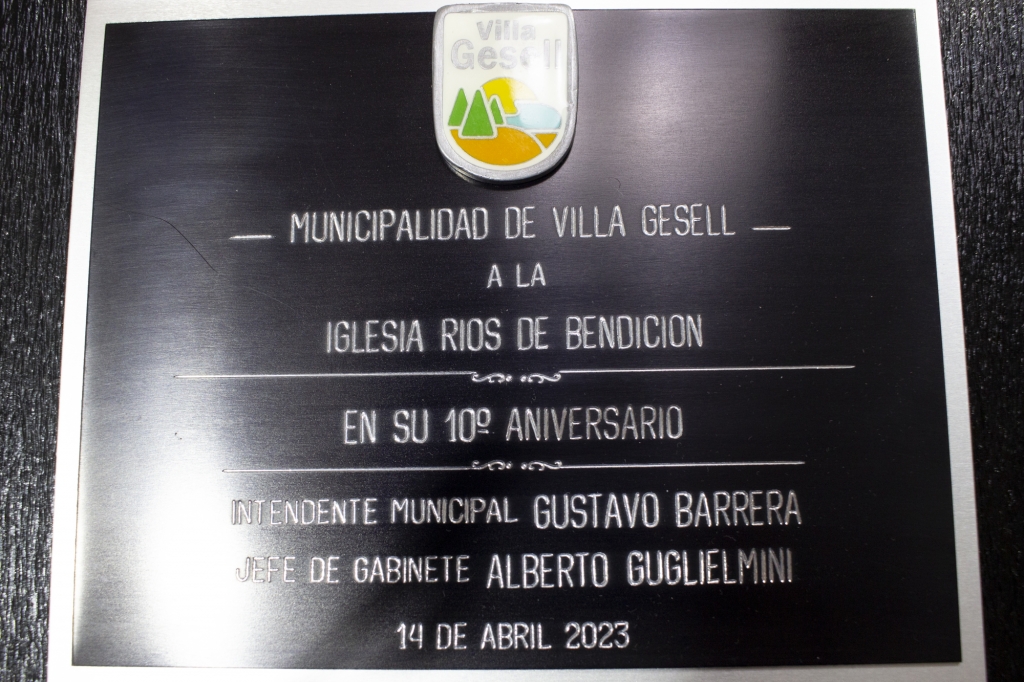 Villa
Gesell
MUNICIPALIDAD DE VILLA GESELL
A LA
IGLESIA RIOS DE BENDICION
EN SU 10º ANIVERSARIO
INTENDENTE MUNICIPAL GUSTAVO BARRERA
JEFE DE GABINETE ALBERTO GUGLIELMINI
14 DE ABRIL 2023